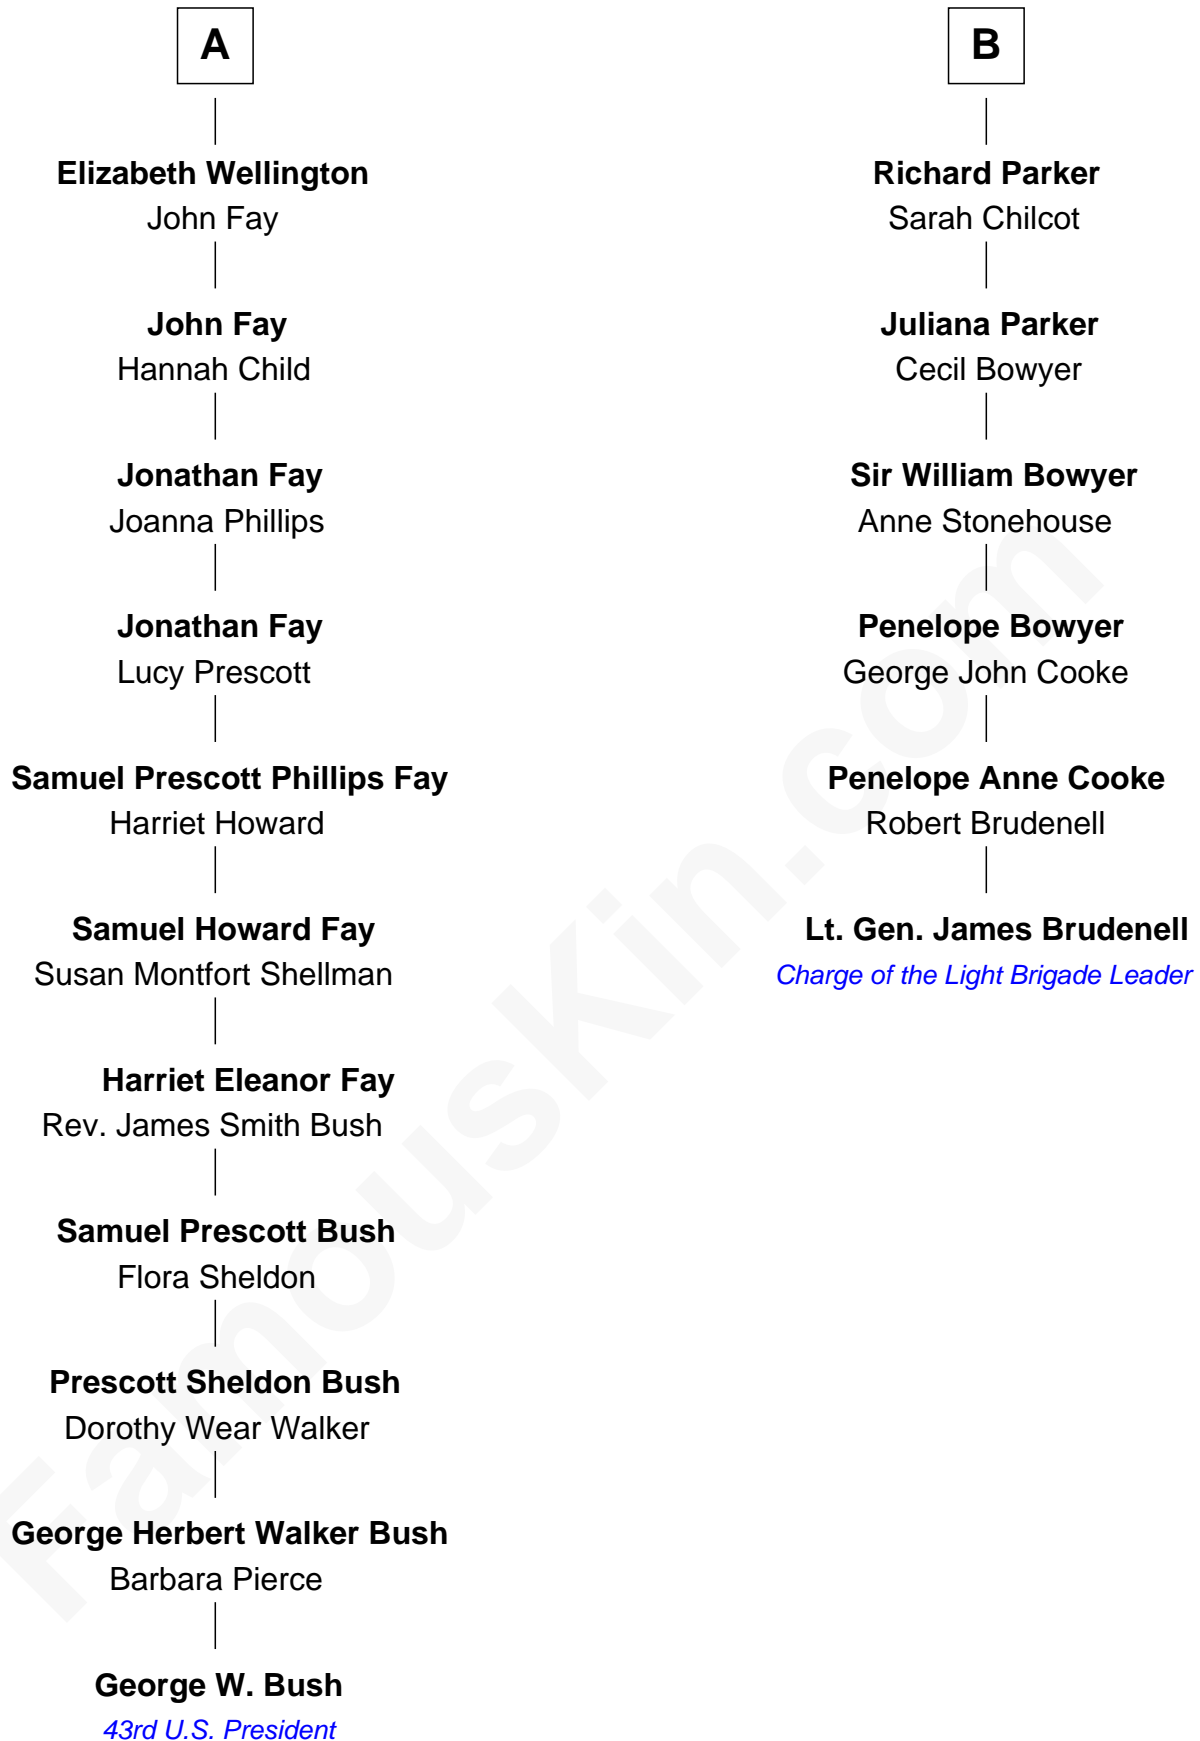 A
Elizabeth Wellington
John Fay
John Fay
Hannah Child
Jonathan Fay
Joanna Phillips
Jonathan Fay
Lucy Prescott
Samuel Prescott Phillips Fay
Harriet Howard
Samuel Howard Fay
Susan Montfort Shellman
Harriet Eleanor Fay
Rev. James Smith Bush
Samuel Prescott Bush
Flora Sheldon
Prescott Sheldon Bush
Dorothy Wear Walker
George Herbert Walker Bush
Barbara Pierce
George W. Bush
43rd U.S. President
B
Richard Parker
Sarah Chilcot
Juliana Parker
Cecil Bowyer
Sir William Bowyer
Anne Stonehouse
Penelope Bowyer
George John Cooke
Penelope Anne Cooke
Robert Brudenell
Lt. Gen. James Brudenell
Charge of the Light Brigade Leader
FamousKin.com